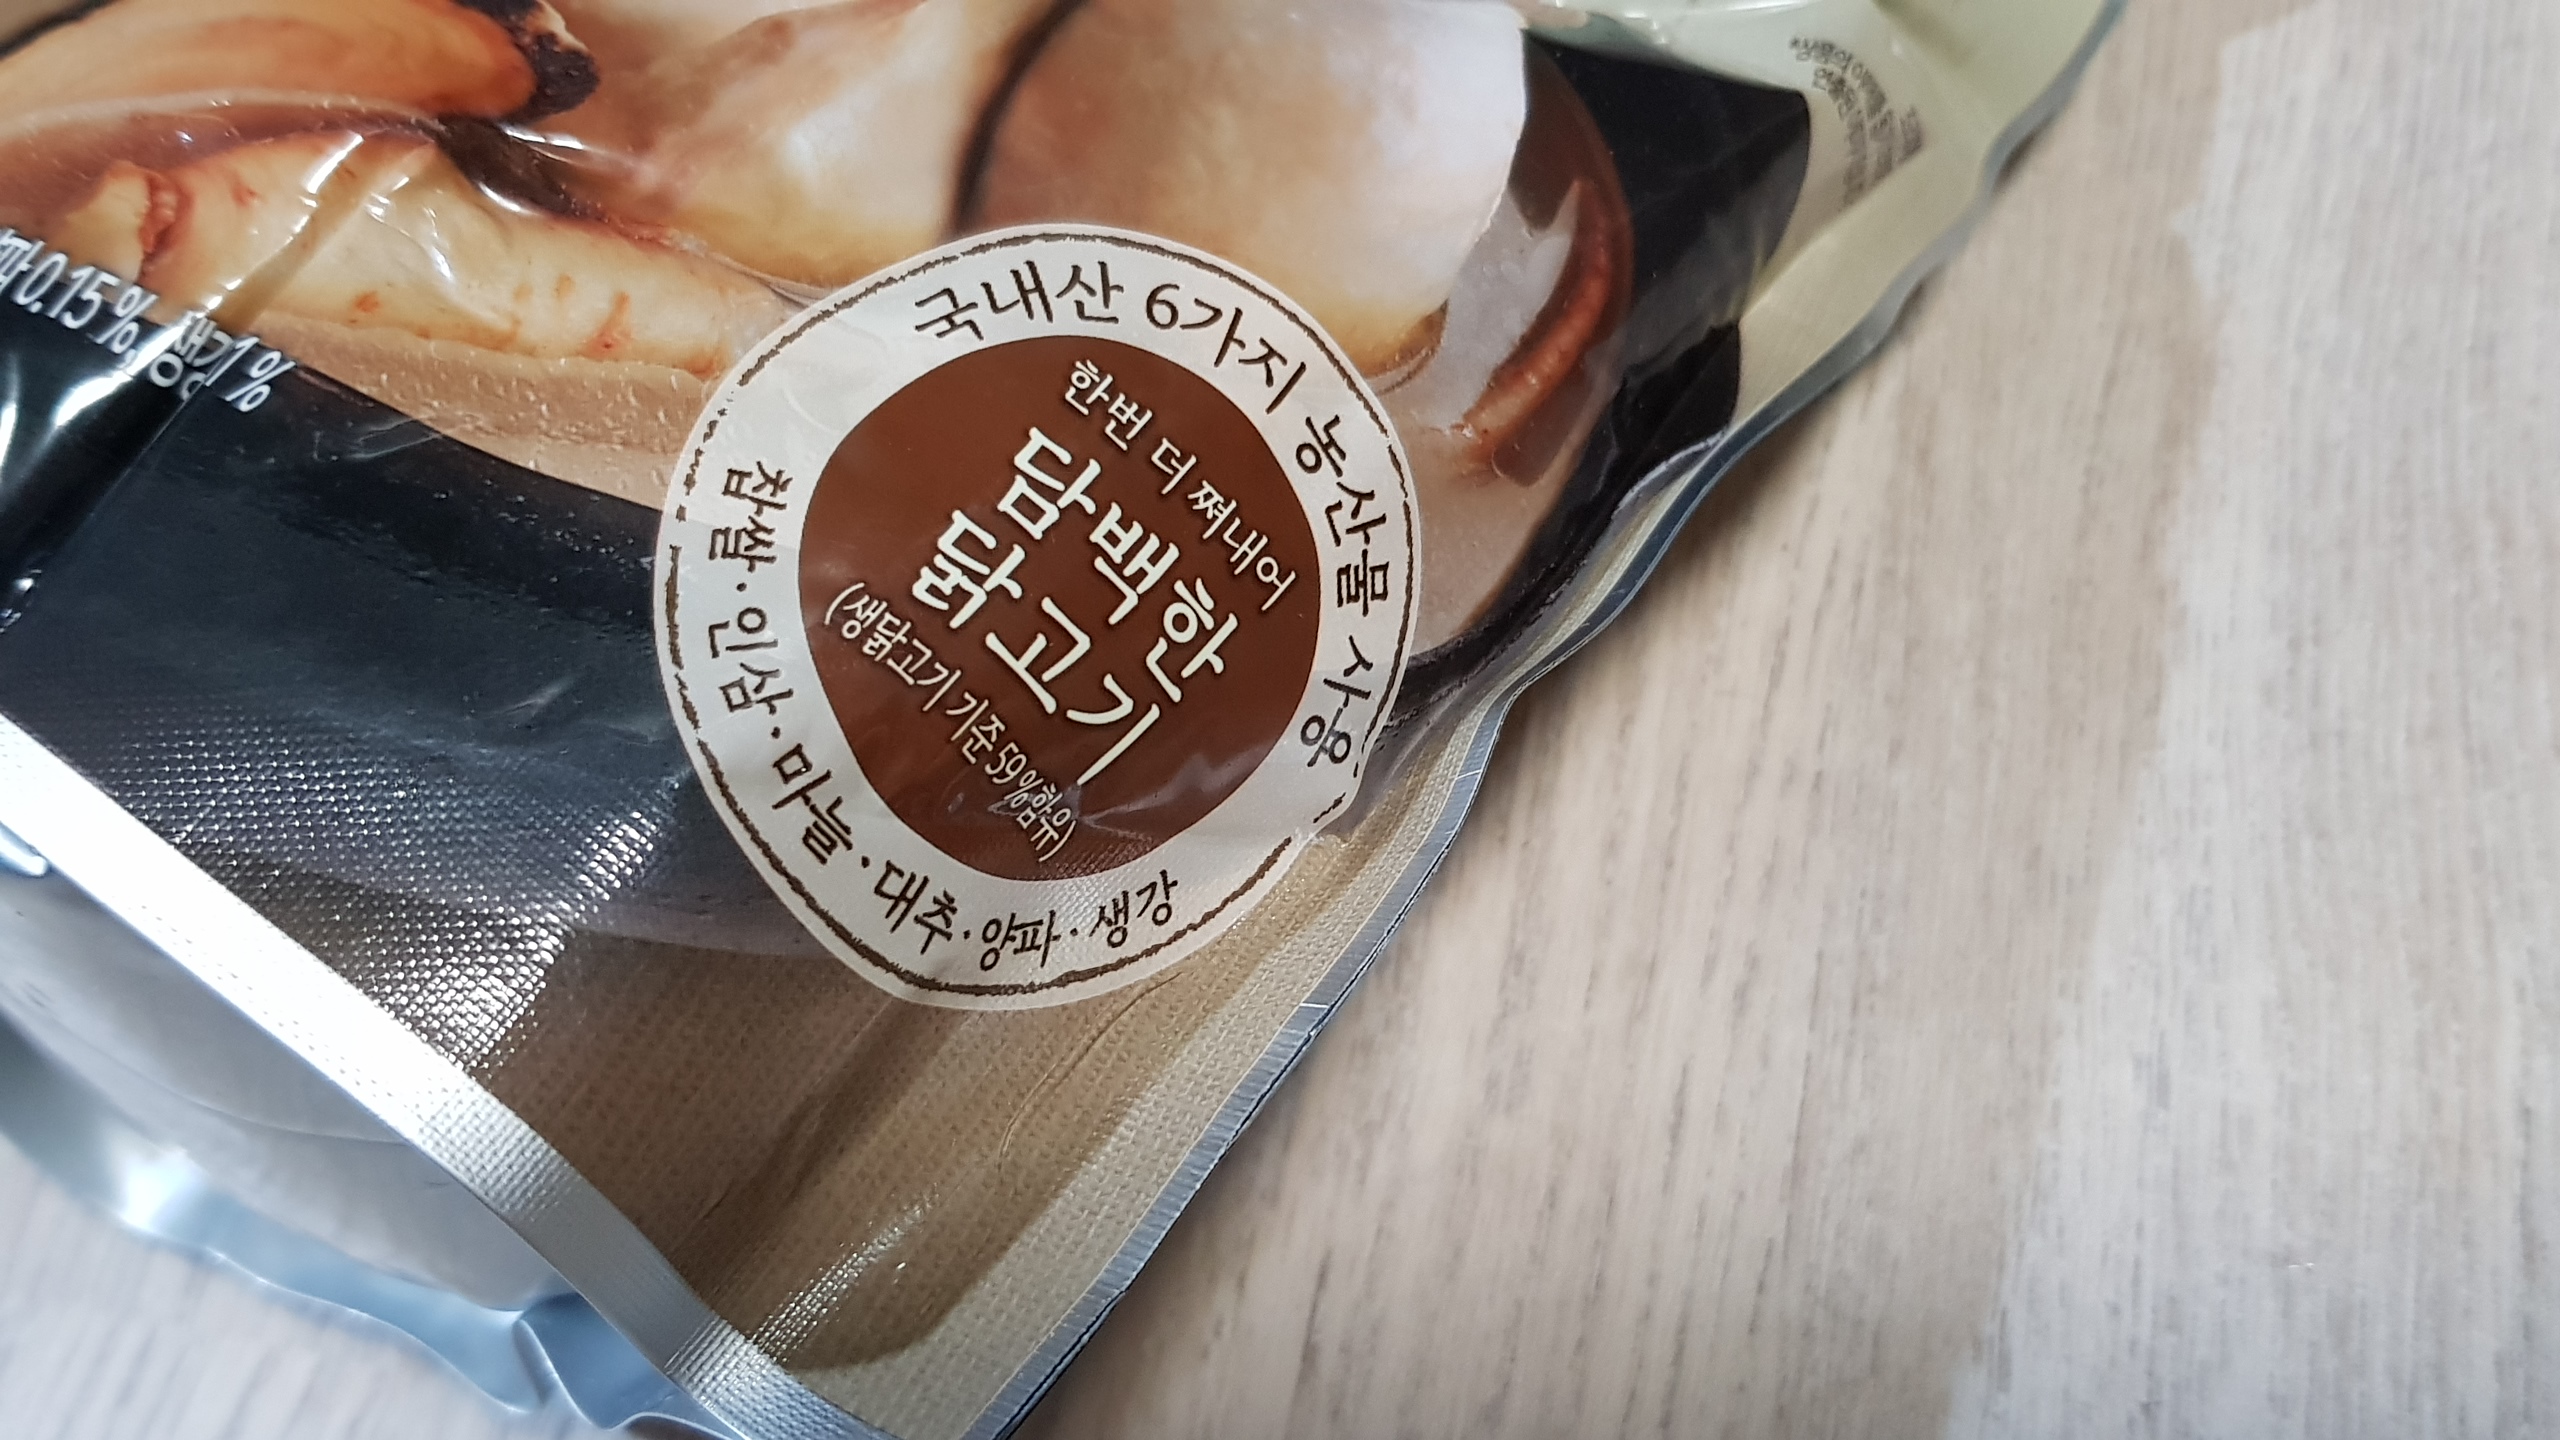 국내산 6가지 농산물 사용
한번 더 쪄내어
담백한
닭고기
(생닭고기 기준 59%함유)
찹쌀·인삼·마늘·대추·양파·생강
파0.15%, 생강1%